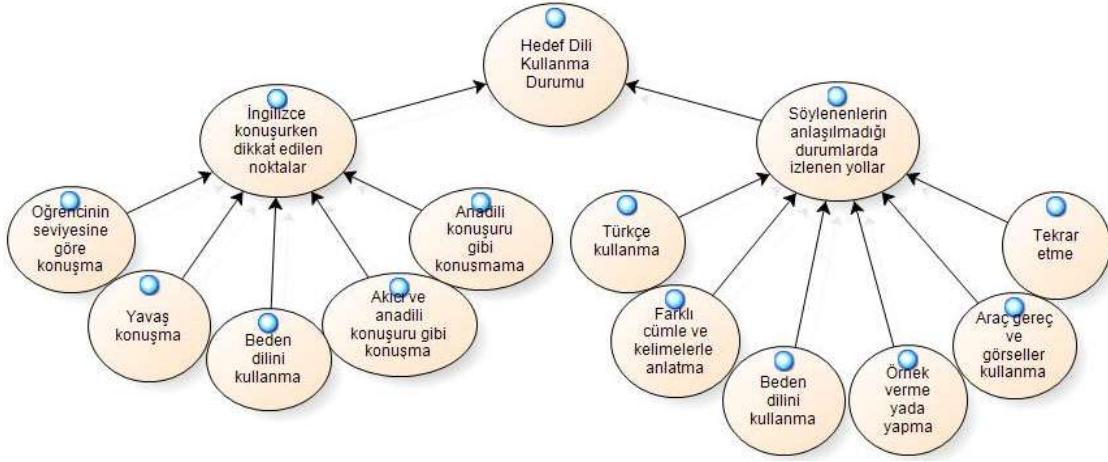 Hedef Dili
Kullanma
Durumu
İngilizce
konuşurken
dikkat edilen
noktalar
Söylenenlerin
anlaşılmadığı
durumlarda
izlenen yollar
Öğrencinin
seviyesine
göre
konuşma
Yavaş
konuşma
Beden
dilini
kullanma
Akıcı ve
anadili
konuşuru gibi
konuşma
Anadili
konuşuru
gibi
konuşmama
Türkçe
kullanma
Farklı
cümle ve
kelimelerle
anlatma
Beden
dilini
kullanma
Örnek
verme
yada
yapma
Araç gereç
ve
görseller
kullanma
Tekrar
etme